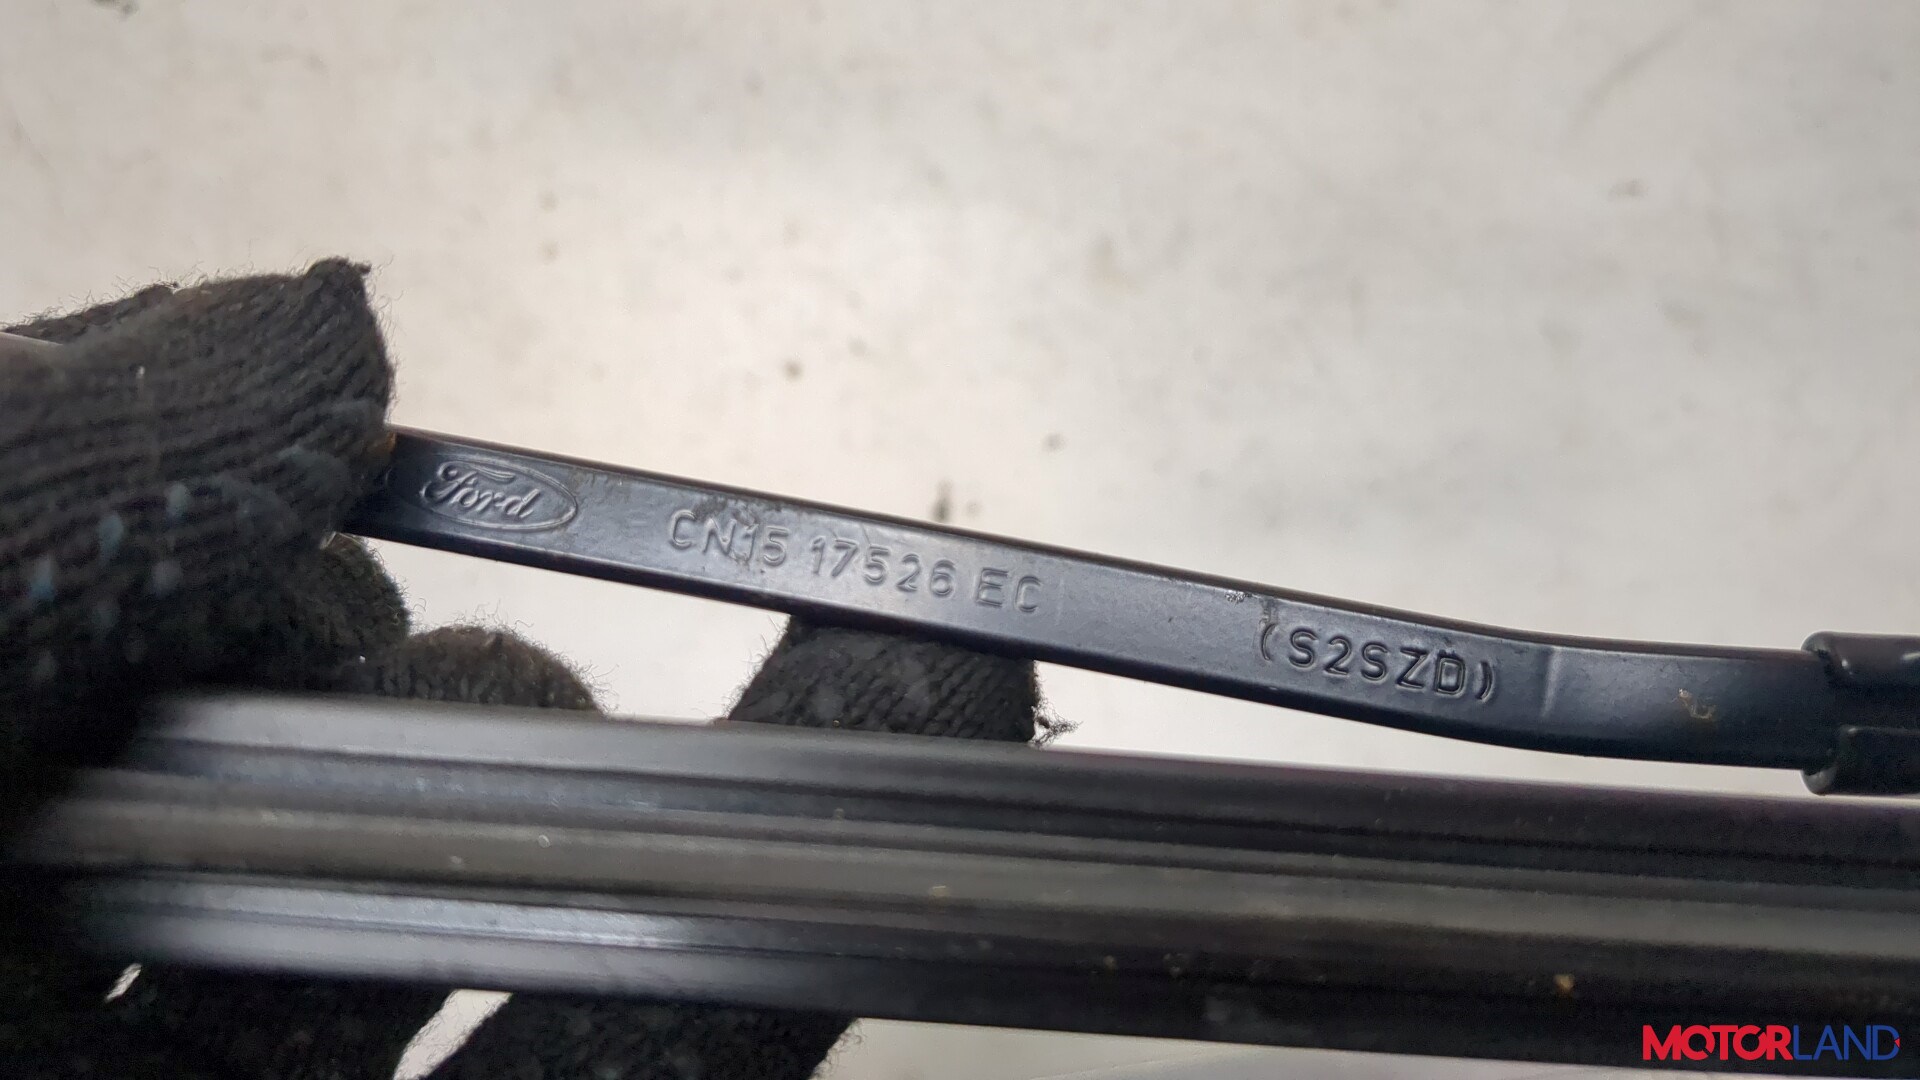 Ford
CN15 17526 EC
(S2SZD)
MOTORLAND